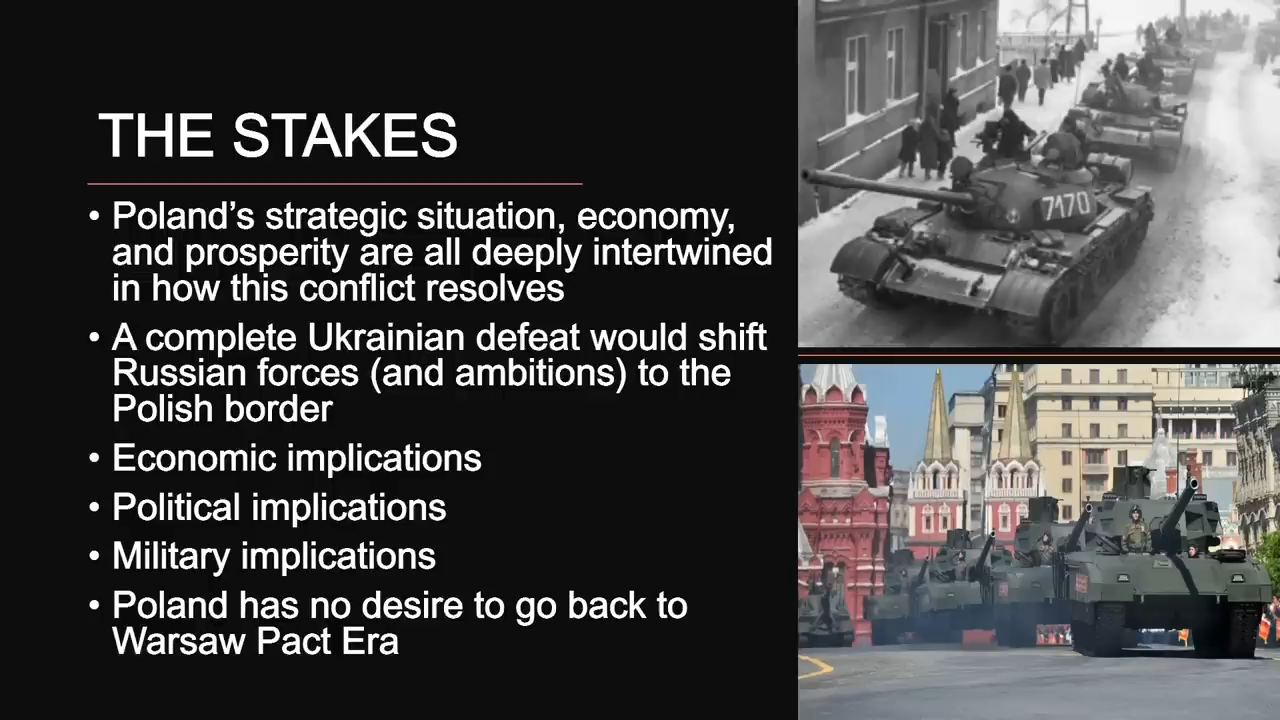 THE STAKES
• Poland’s strategic situation, economy,
and prosperity are all deeply intertwined
in how this conflict resolves
• A complete Ukrainian defeat would shift
Russian forces (and ambitions) to the
Polish border
• Economic implications
• Political implications
• Military implications
• Poland has no desire to go back to
Warsaw Pact Era
7170